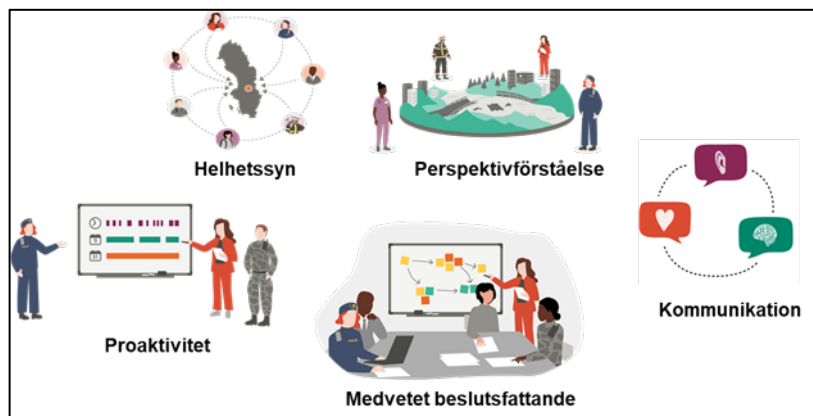 Helhetssyn
Perspektivförståelse
Kommunikation
Proaktivitet
Medvetet beslutsfattande